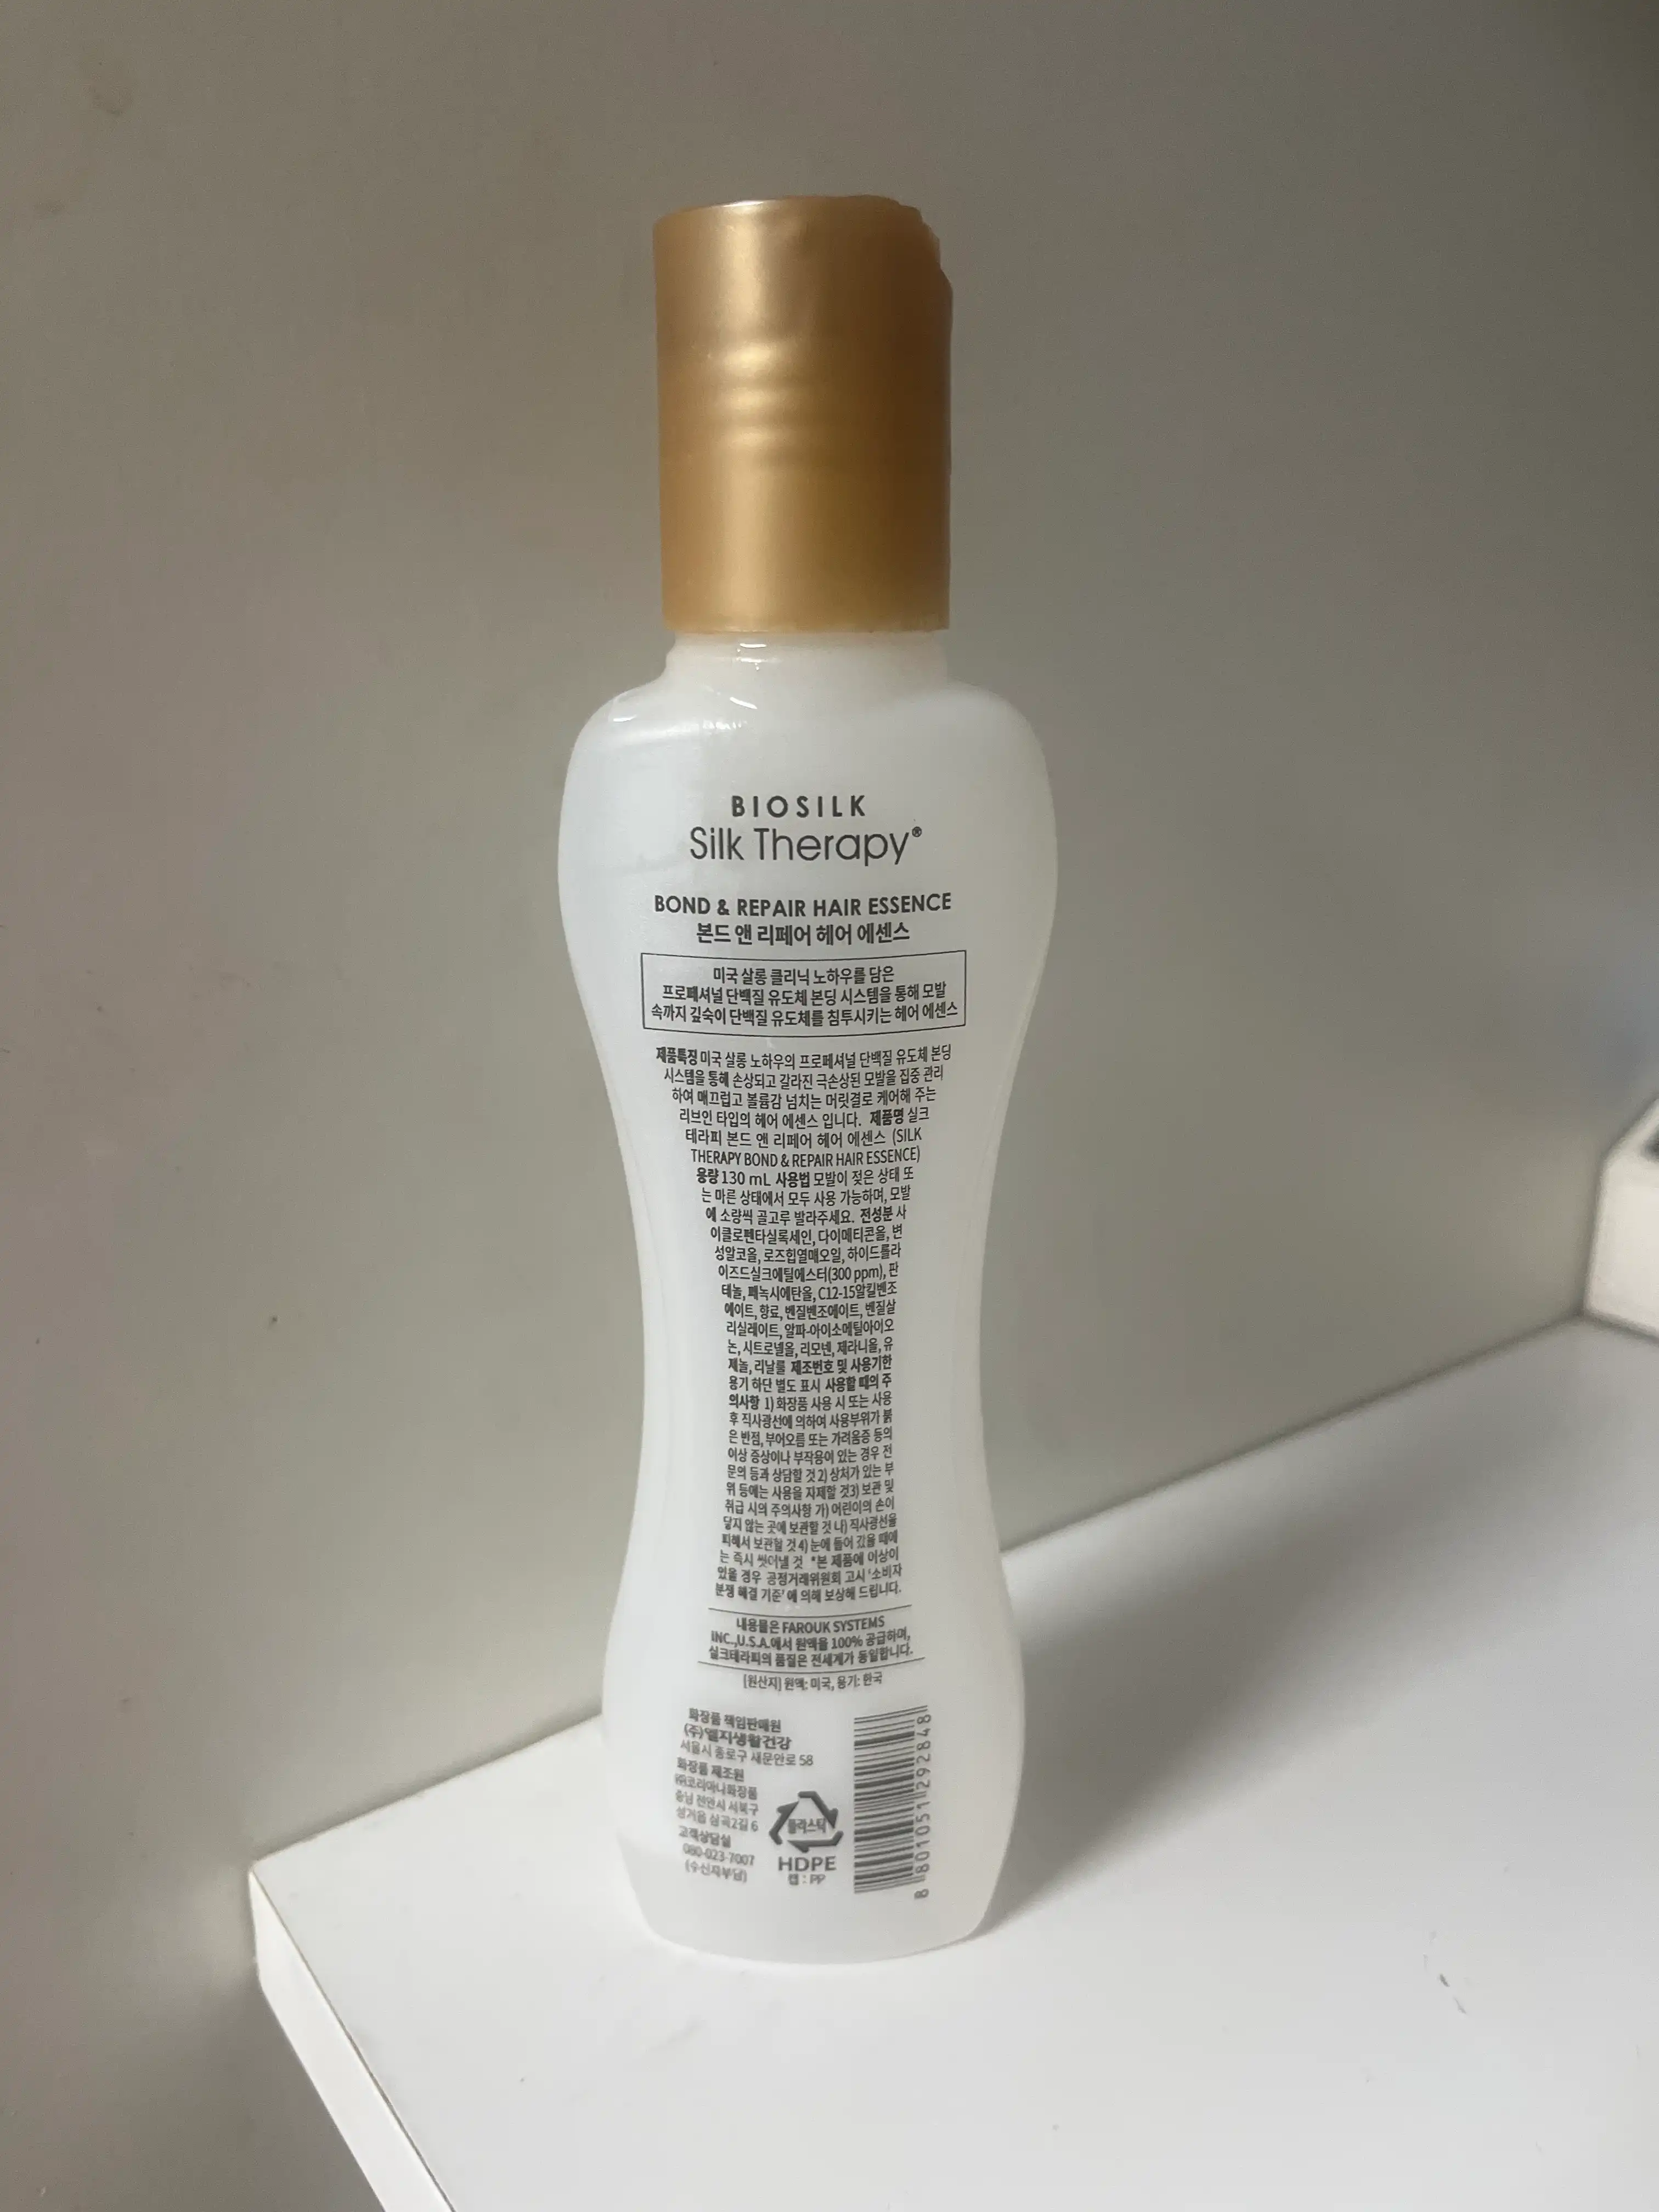 BIOSILK
Silk Therapy®
BOND & REPAIR HAIR ESSENCE
본드 앤 리페어 헤어 에센스
미국 살롱 클리닉 노하우를 담은
프로페셔널 단백질 유도체 본딩 시스템을 통해 모발
속까지 깊숙이 단백질 유도체를 침투시키는 헤어 에센스
제품특징 미국 살롱 노하우의 프로페셔널 단백질 유도체 본딩
시스템을 통해 손상되고 갈라진 극손상된 모발을 집중 관리
하여 매끄럽고 볼륨감 넘치는 머릿결로 케어해 주는
리브인 타입의 헤어 에센스 입니다. 제품명 실크
테라피 본드 앤 리페어 헤어 에센스 (SILK
THERAPY BOND & REPAIR HAIR ESSENCE)
용량 130 mL 사용법 모발이 젖은 상태 또
는 마른 상태에서 모두 사용 가능하며, 모발
에 소량씩 골고루 발라주세요. 전성분 사
이클로펜타실록세인, 다이메티콘올, 변
성알코올, 로즈힙열매오일, 하이드롤라
이즈드실크에틸에스터(300 ppm), 판
테놀, 페녹시에탄올, C12-15알킬벤조
에이트, 향료, 벤질벤조에이트, 벤질살
리실레이트, 알파-아이소메틸아이오
논, 시트로넬올, 리모넨, 제라니올, 유
제놀, 리날룰 제조번호 및 사용기한
용기 하단 별도 표시 사용할 때의 주
의사항 1) 화장품 사용 시 또는 사용
후 직사광선에 의하여 사용부위가 붉
은 반점, 부어오름 또는 가려움증 등의
이상 증상이나 부작용이 있는 경우 전
문의 등과 상담할 것 2) 상처가 있는 부
위 등에는 사용을 자제할 것3) 보관 및
취급 시의 주의사항 가) 어린이의 손이
닿지 않는 곳에 보관할 것 나) 직사광선을
피해서 보관할 것 4) 눈에 들어 갔을 때에
는 즉시 씻어낼 것 *본 제품에 이상이
있을 경우 공정거래위원회 고시 '소비자
분쟁 해결 기준'에 의해 보상해 드립니다.
내용물은 FAROUK SYSTEMS
INC.,U.S.A.에서 원액을 100% 공급하며,
실크테라피의 품질은 전세계가 동일합니다.
[원산지] 원액: 미국, 용기: 한국
화장품 책임판매원
(주)엘지생활건강
서울시 종로구 새문안로 58
화장품 제조원
㈜코리아나화장품
충남 천안시 서북구
성거읍 삼곡2길 6
고객상담실
080-023-7007
(수신자부담)
플라스틱
HDPE
캡 : PP
8 801051 292848